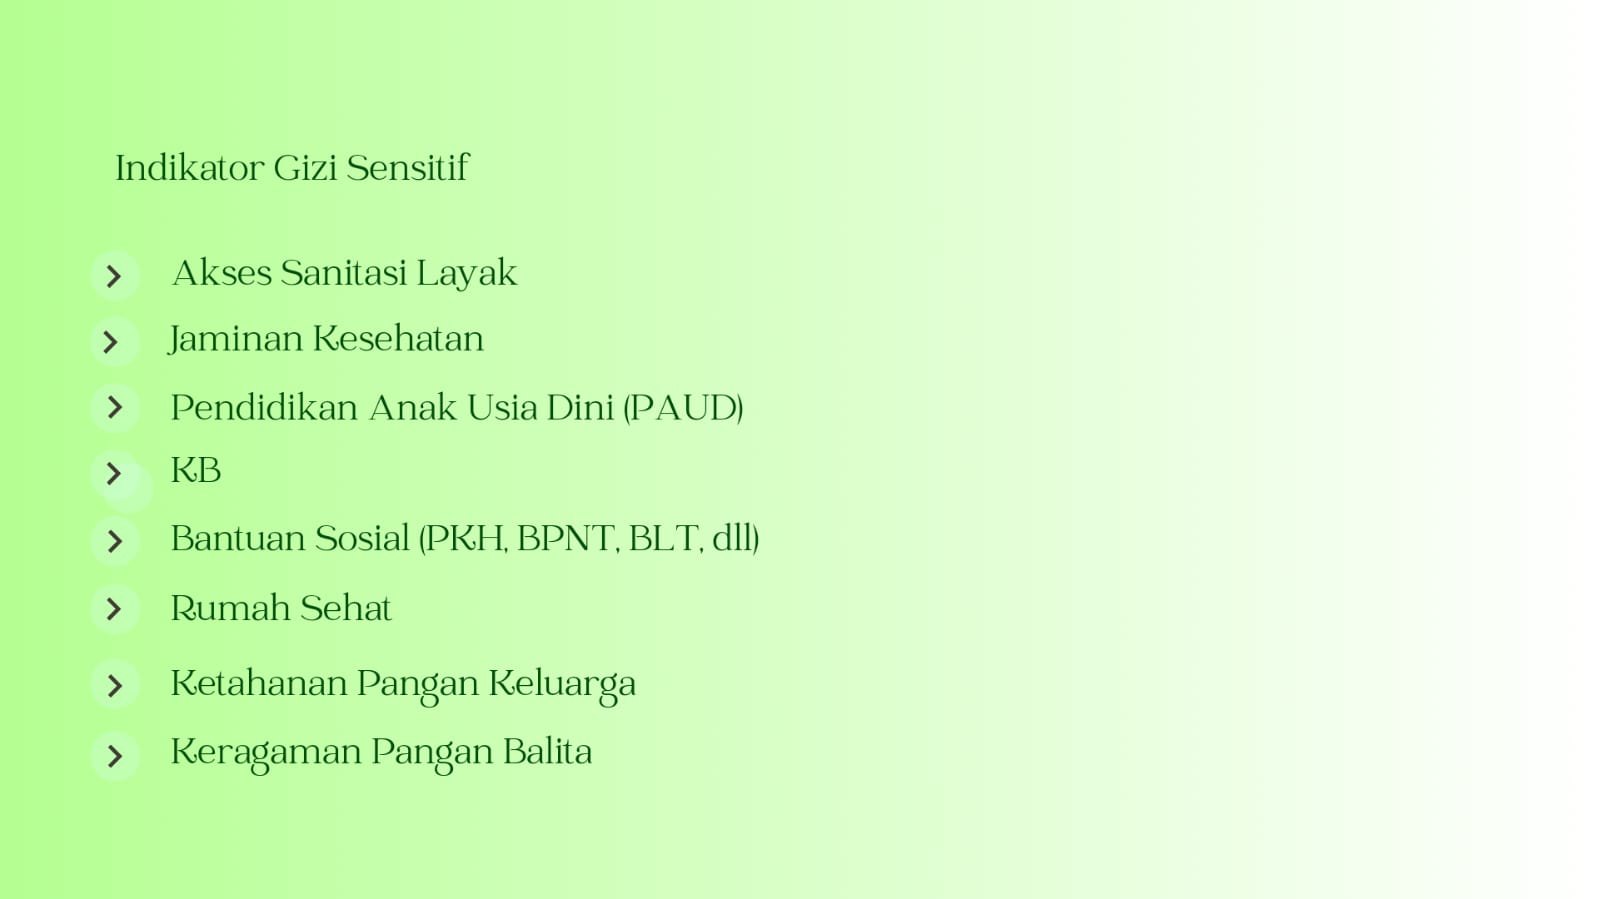 Indikator Gizi Sensitif
Akses Sanitasi Layak
Jaminan Kesehatan
Pendidikan Anak Usia Dini (PAUD)
KB
Bantuan Sosial (PKH, BPNT, BLT, dll)
Rumah Sehat
Ketahanan Pangan Keluarga
Keragaman Pangan Balita